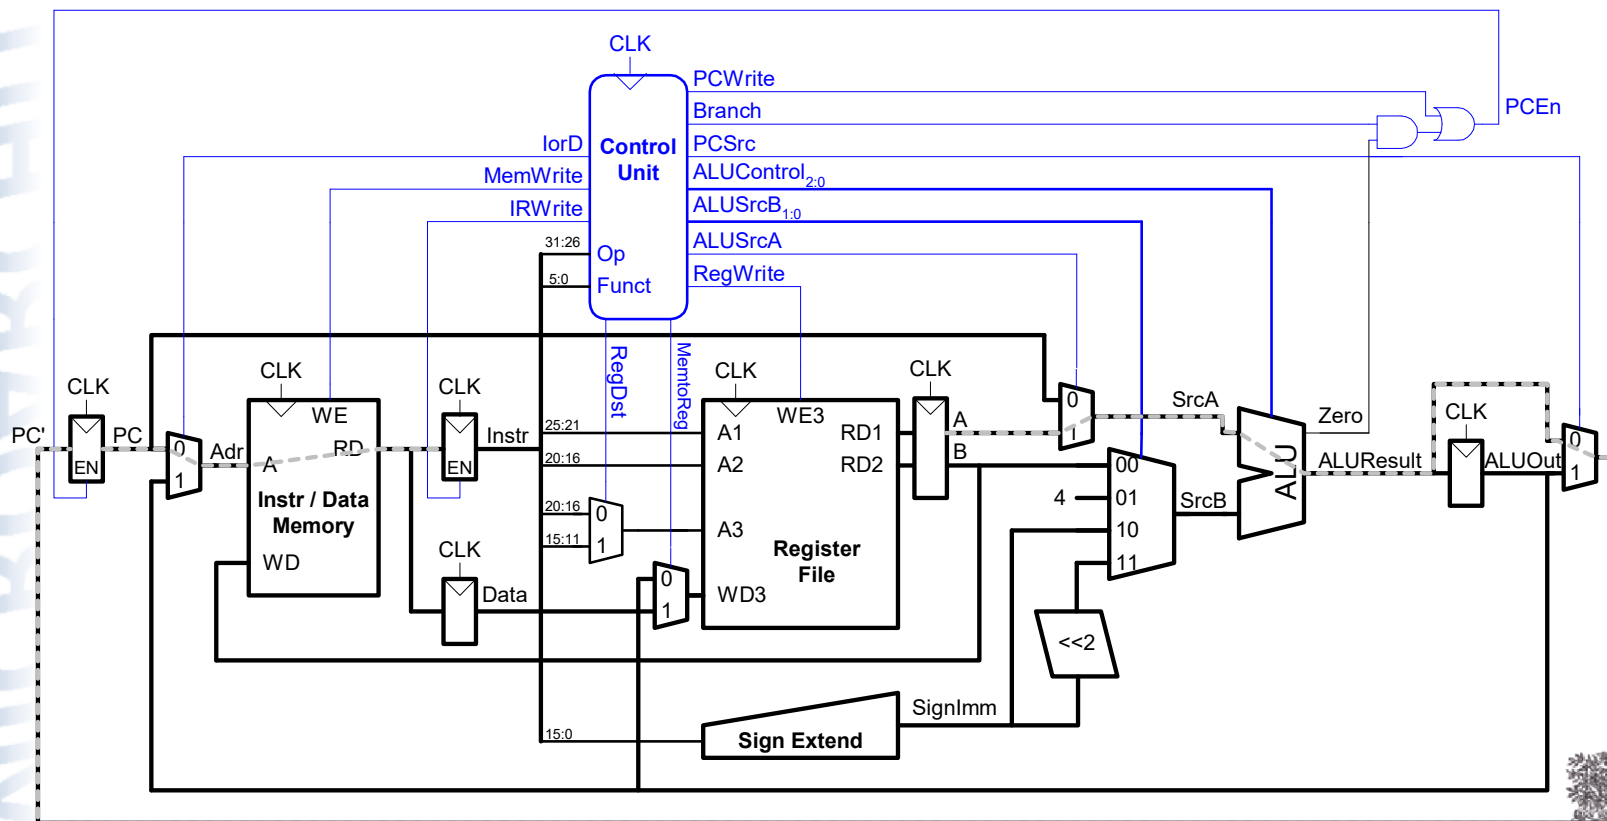 CLK
PCWrite
Branch
PCEn
IorD
Control
Unit
PCSrc
MemWrite
ALUControl2:0
IRWrite
ALUSrcB1:0
31:26
Op
ALUSrcA
5:0
Funct
RegWrite
RegDst
MemtoReg
CLK
CLK
CLK
CLK
CLK
CLK
PC'
PC
EN
0
1
Adr
A
WE
RD
Instr / Data
Memory
WD
EN
Instr
25:21
20:16
20:16
0
15:11
1
CLK
Data
0
1
A1
A2
A3
WD3
WE3
RD1
RD2
Register
File
A
B
0
1
SrcA
00
4
01
10
11
SrcB
<<2
ALU
Zero
ALUResult
ALUOut
0
1
SignImm
15:0
Sign Extend